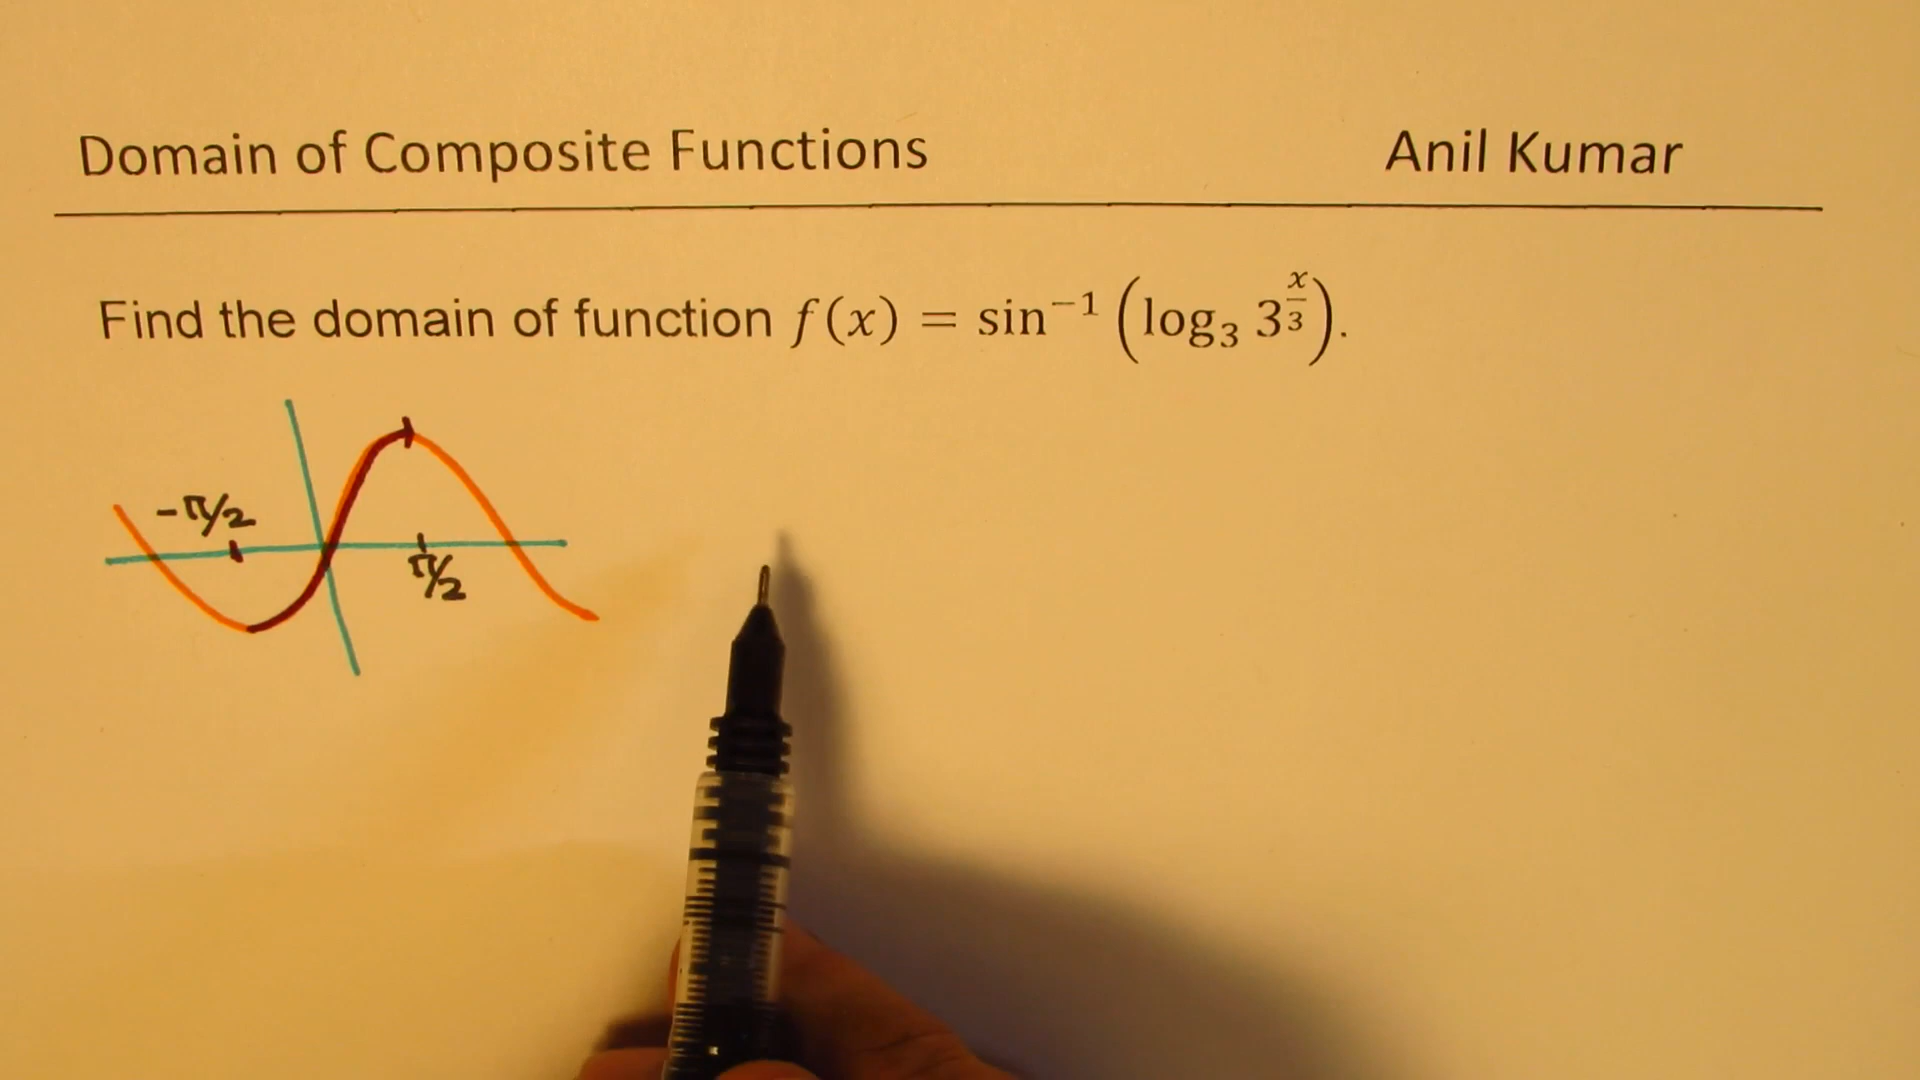 Domain of Composite Functions Anil Kumar
Find the domain of function f(x) = sin⁻¹ (log₃ 3^(x/3)).
-π/2
π/2